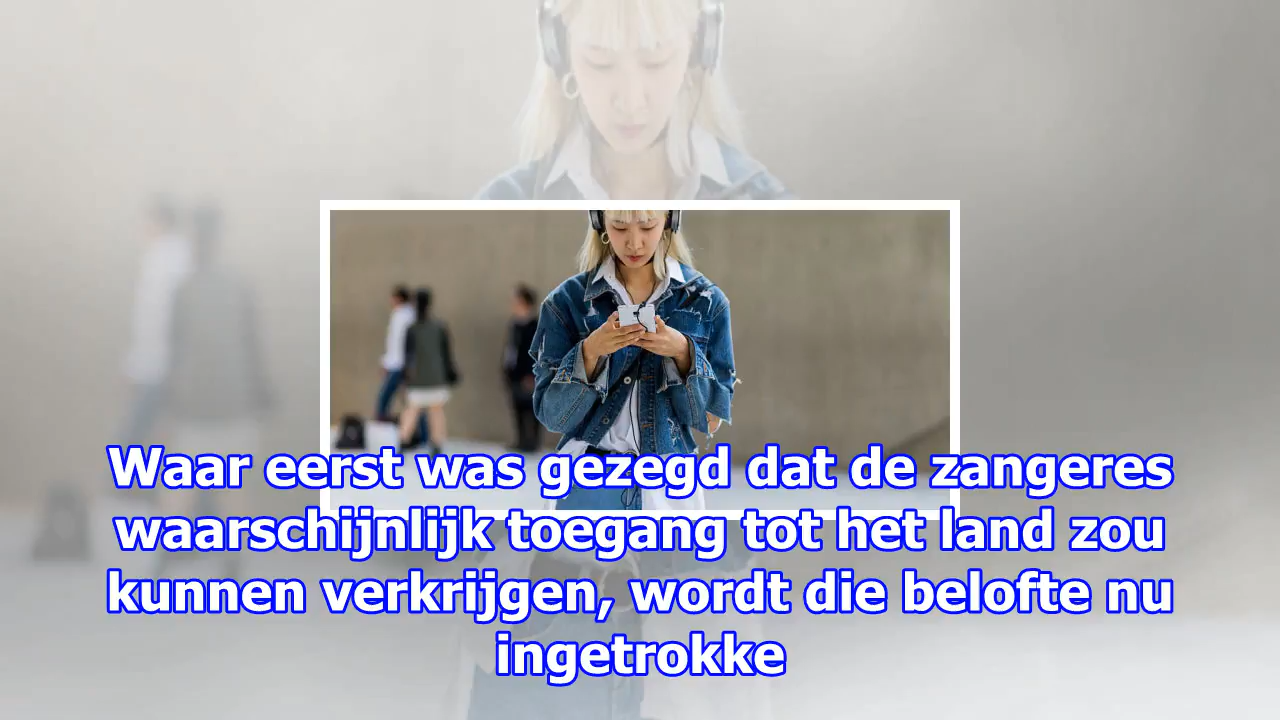 Waar eerst was gezegd dat de zangeres
waarschijnlijk toegang tot het land zou
kunnen verkrijgen, wordt die belofte nu
ingetrokke